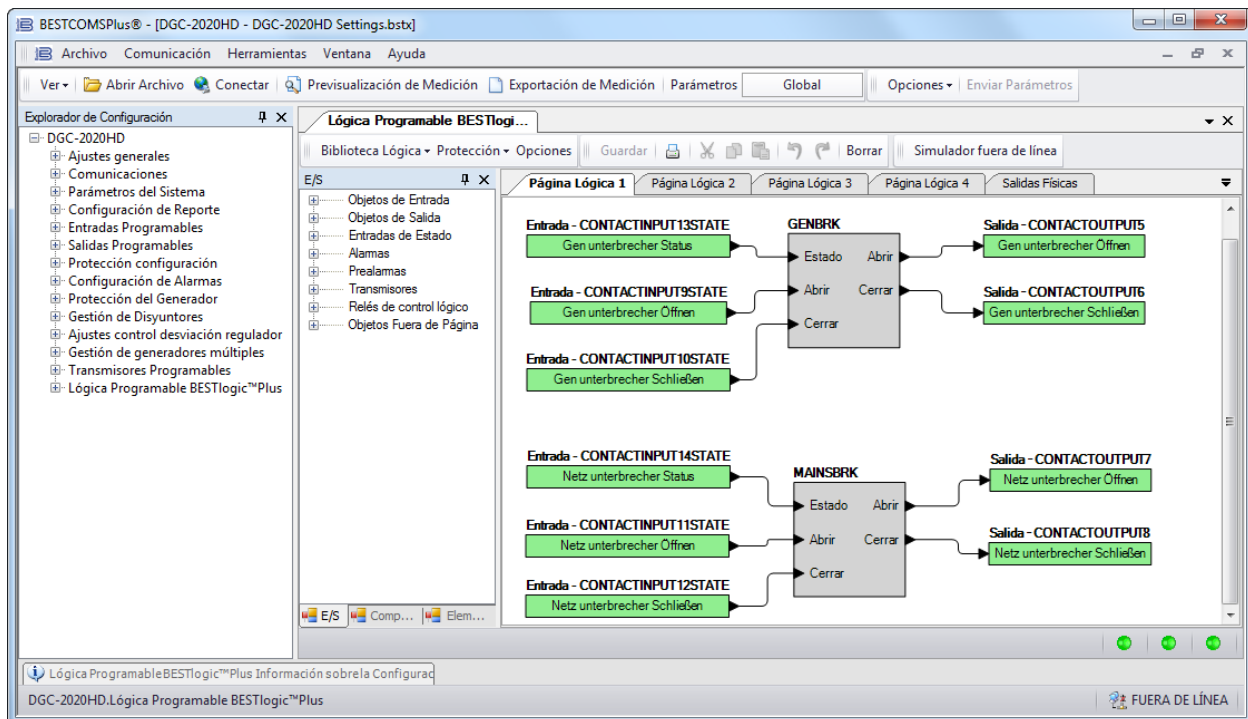 BESTCOMSPlus® - [DGC-2020HD - DGC-2020HD Settings.bstx]
Archivo Comunicación Herramientas Ventana Ayuda
Ver Abrir Archivo Conectar Previsualización de Medición Exportación de Medición Parámetros Global Opciones Enviar Parámetros
Explorador de Configuración
DGC-2020HD
Ajustes generales
Comunicaciones
Parámetros del Sistema
Configuración de Reporte
Entradas Programables
Salidas Programables
Protección configuración
Configuración de Alarmas
Protección del Generador
Gestión de Disyuntores
Ajustes control desviación regulador
Gestión de generadores múltiples
Transmisores Programables
Lógica Programable BESTlogic™Plus
Lógica Programable BESTlogi...
Biblioteca Lógica Protección Opciones Guardar Borrar Simulador fuera de línea
E/S
Objetos de Entrada
Objetos de Salida
Entradas de Estado
Alarmas
Prealarmas
Transmisores
Relés de control lógico
Objetos Fuera de Página
E/S Comp... Elem...
Página Lógica 1 Página Lógica 2 Página Lógica 3 Página Lógica 4 Salidas Físicas
Entrada - CONTACTINPUT13STATE
Gen unterbrecher Status
Entrada - CONTACTINPUT9STATE
Gen unterbrecher Öffnen
Entrada - CONTACTINPUT10STATE
Gen unterbrecher Schließen
GENBRK
Estado Abrir
Abrir Cerrar
Cerrar
Salida - CONTACTOUTPUT5
Gen unterbrecher Öffnen
Salida - CONTACTOUTPUT6
Gen unterbrecher Schließen
Entrada - CONTACTINPUT14STATE
Netz unterbrecher Status
Entrada - CONTACTINPUT11STATE
Netz unterbrecher Öffnen
Entrada - CONTACTINPUT12STATE
Netz unterbrecher Schließen
MAINSBRK
Estado Abrir
Abrir Cerrar
Cerrar
Salida - CONTACTOUTPUT7
Netz unterbrecher Öffnen
Salida - CONTACTOUTPUT8
Netz unterbrecher Schließen
Lógica ProgramableBESTlogic™Plus Información sobrela Configurac
DGC-2020HD.Lógica Programable BESTlogic™Plus
FUERA DE LÍNEA